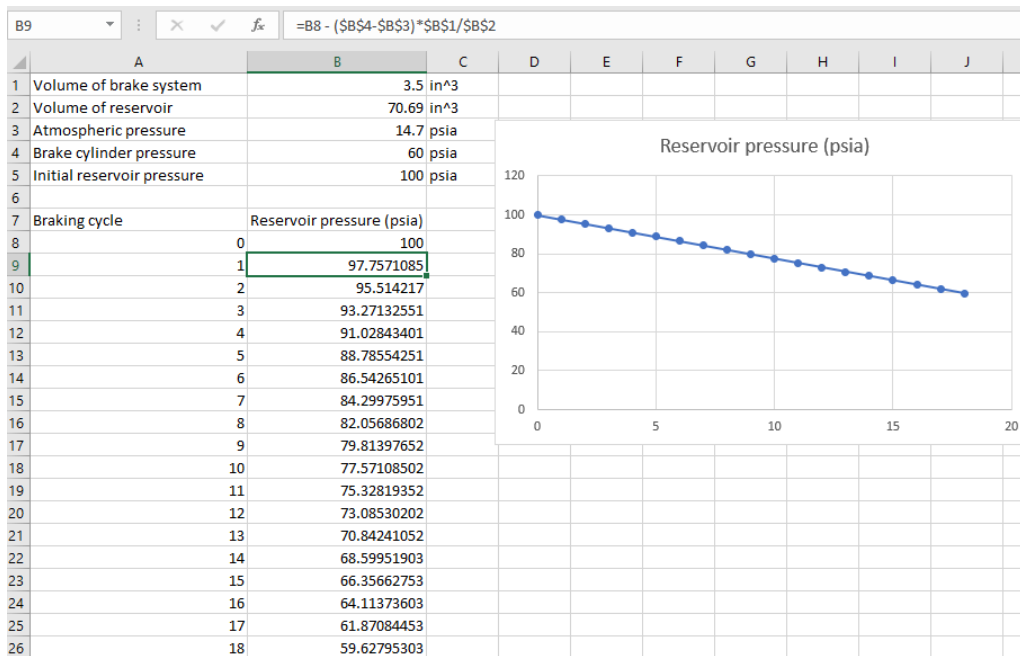 B9 fx =B8 - ($B$4-$B$3)*$B$1/$B$2
A B C D E F G H I J
1 Volume of brake system 3.5 in^3
2 Volume of reservoir 70.69 in^3
3 Atmospheric pressure 14.7 psia
4 Brake cylinder pressure 60 psia
5 Initial reservoir pressure 100 psia
6
7 Braking cycle Reservoir pressure (psia)
8 0 100
9 1 97.7571085
10 2 95.514217
11 3 93.27132551
12 4 91.02843401
13 5 88.78554251
14 6 86.54265101
15 7 84.29975951
16 8 82.05686802
17 9 79.81397652
18 10 77.57108502
19 11 75.32819352
20 12 73.08530202
21 13 70.84241052
22 14 68.59951903
23 15 66.35662753
24 16 64.11373603
25 17 61.87084453
26 18 59.62795303
Reservoir pressure (psia)
120
100
80
60
40
20
0
0 5 10 15 20